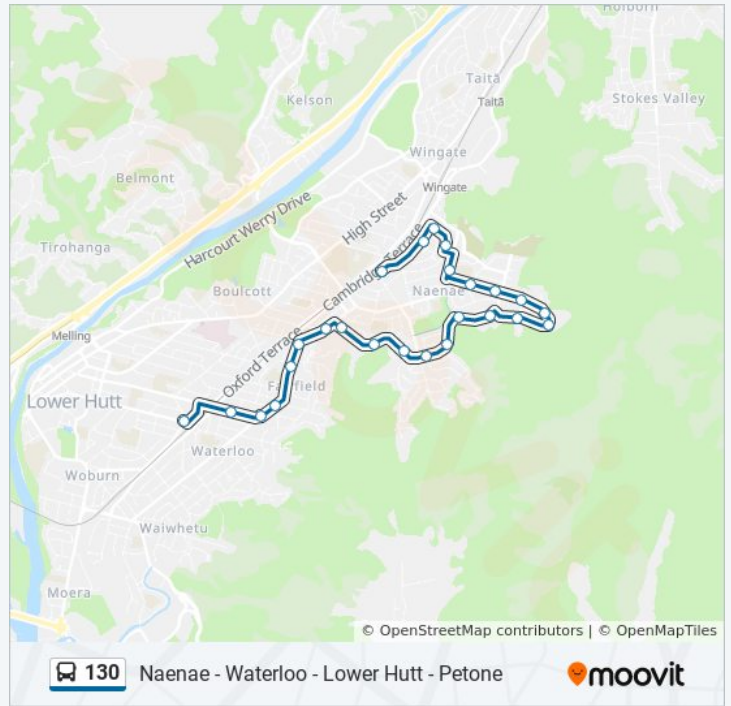 Holborn
Taitā
Kelson
Taitā
Stokes Valley
Wingate
Belmont
Wingate
Harcourt Werry Drive
High Street
Tirohanga
Cambridge Terrace
Boulcott
Naenae
Melling
Oxford Terrace
Fairfield
Lower Hutt
Waterloo
Woburn
Waiwhetu
Moera
© OpenStreetMap contributors | © OpenMapTiles
130 Naenae - Waterloo - Lower Hutt - Petone moovit